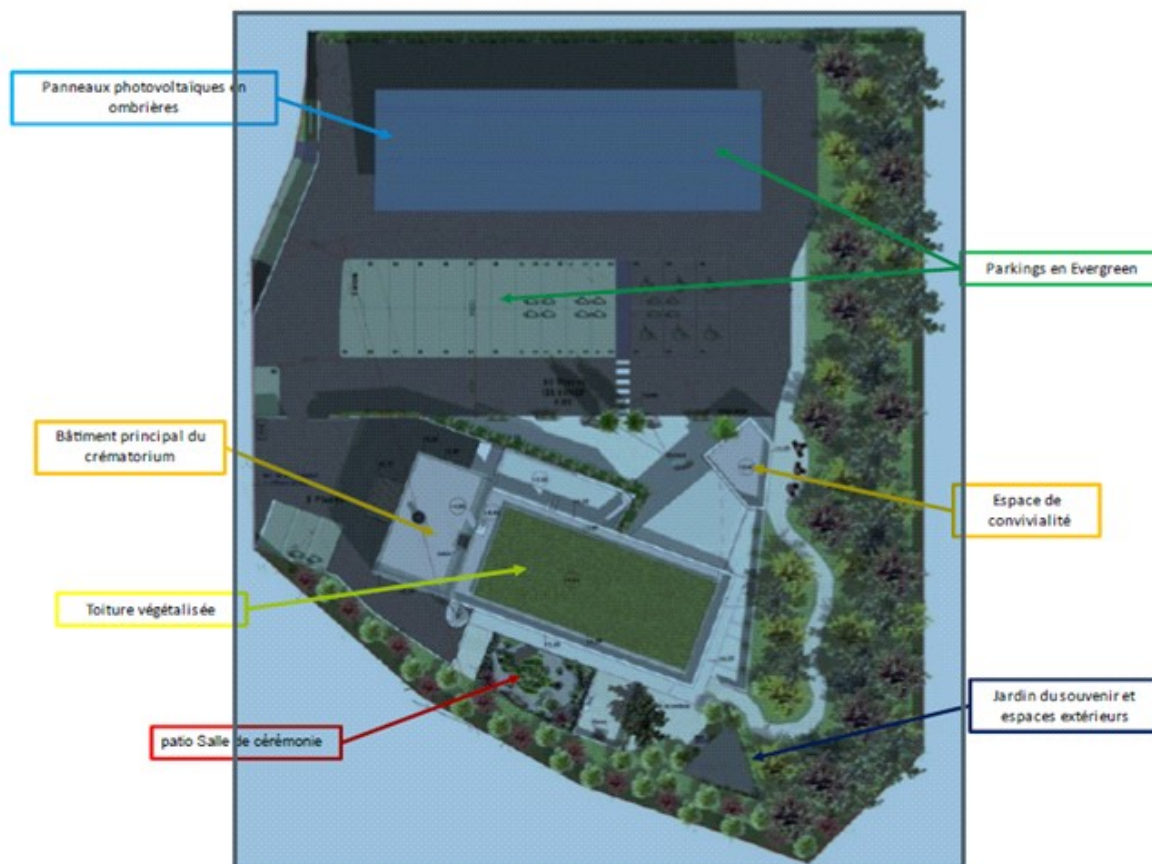 Panneaux photovoltaïques en
ombrières
Parkings en Evergreen
Bâtiment principal du
crématorium
Espace de
convivialité
Toiture végétalisée
Jardin du souvenir et
espaces extérieurs
patio Salle de cérémonie